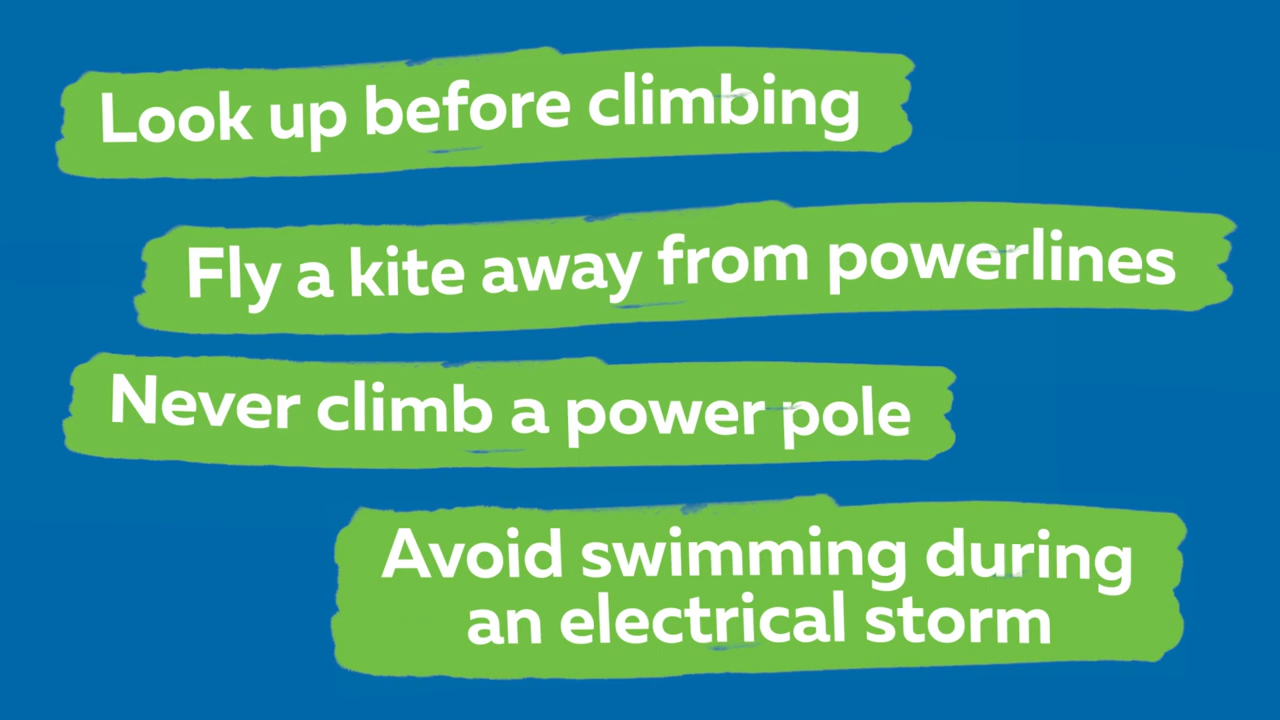 Look up before climbing
Fly a kite away from powerlines
Never climb a power pole
Avoid swimming during
an electrical storm